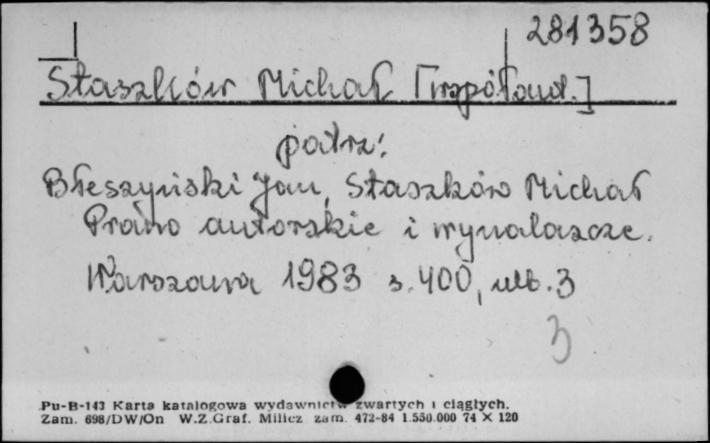 281358
Staszków Michał [współaut.]
patrz:
Błeszyński Jan, Staszków Michał
Prawo autorskie i wynalazcze.
Warszawa 1983 s. 400, nlb. 3
3
Pu-B-143 Karta katalogowa wydawnictw zwartych i ciągłych.
Zam. 698/DW/On W.Z.Graf. Milicz zam. 472-84 1.550.000 74 X 120